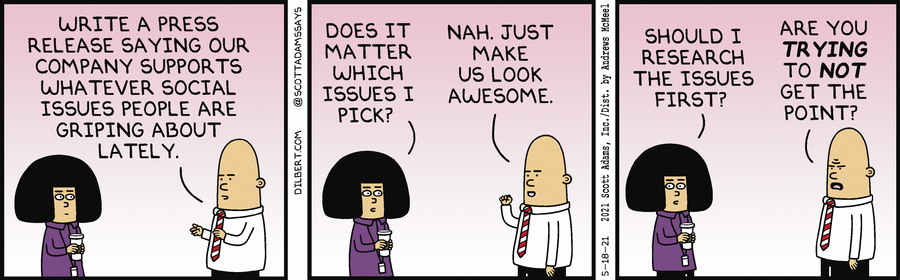 WRITE A PRESS
RELEASE SAYING OUR
COMPANY SUPPORTS
WHATEVER SOCIAL
ISSUES PEOPLE ARE
GRIPING ABOUT
LATELY.
DILBERT.COM @SCOTTADAMSSAYS
DOES IT
MATTER
WHICH
ISSUES I
PICK?
NAH. JUST
MAKE
US LOOK
AWESOME.
5-18-21 2021 Scott Adams, Inc./Dist. by Andrews McMeel
SHOULD I
RESEARCH
THE ISSUES
FIRST?
ARE YOU
TRYING
TO NOT
GET THE
POINT?